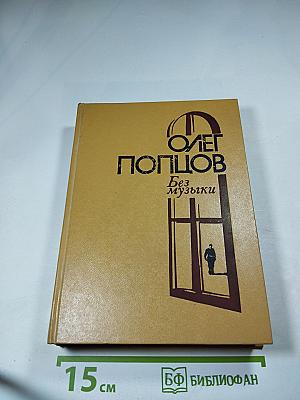 ОЛЕГ
ПОПЦОВ
Без
музыки
15 см
БФ БИБЛИОФАН